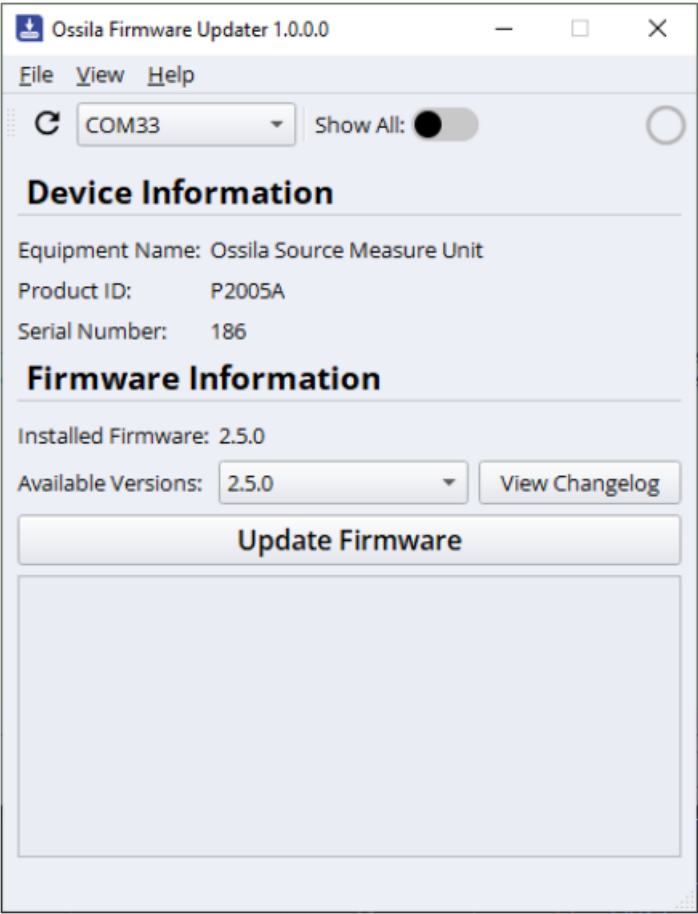 Ossila Firmware Updater 1.0.0.0
File View Help
COM33 Show All:
Device Information
Equipment Name: Ossila Source Measure Unit
Product ID: P2005A
Serial Number: 186
Firmware Information
Installed Firmware: 2.5.0
Available Versions: 2.5.0 View Changelog
Update Firmware